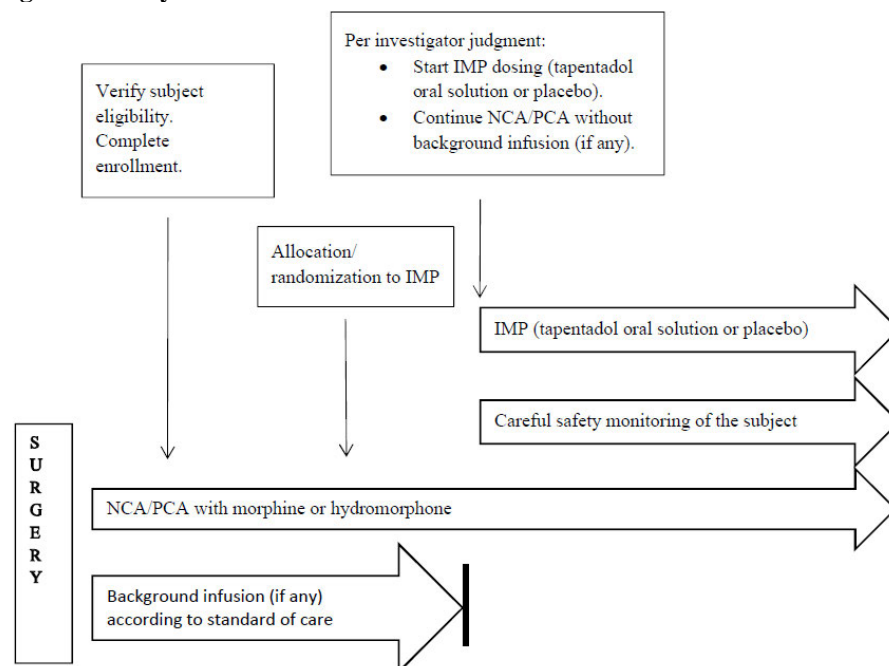 Per investigator judgment:
• Start IMP dosing (tapentadol
oral solution or placebo).
• Continue NCA/PCA without
background infusion (if any).
Verify subject
eligibility.
Complete
enrollment.
Allocation/
randomization to IMP
IMP (tapentadol oral solution or placebo)
Careful safety monitoring of the subject
S
U
R
G
E
R
Y
NCA/PCA with morphine or hydromorphone
Background infusion (if any)
according to standard of care